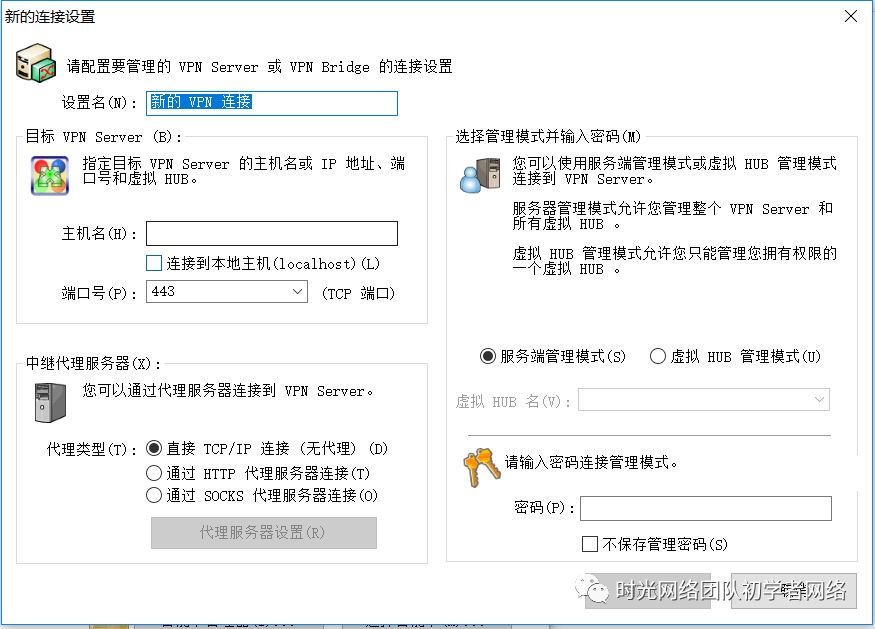 新的连接设置
请配置要管理的 VPN Server 或 VPN Bridge 的连接设置
设置名(N):
新的 VPN 连接
目标 VPN Server (B):
指定目标 VPN Server 的主机名或 IP 地址、端
口号和虚拟 HUB。
主机名(H):
连接到本地主机(localhost)(L)
端口号(P):
443
(TCP 端口)
中继代理服务器(X):
您可以通过代理服务器连接到 VPN Server。
代理类型(T):
直接 TCP/IP 连接 (无代理) (D)
通过 HTTP 代理服务器连接(T)
通过 SOCKS 代理服务器连接(O)
代理服务器设置(R)
选择管理模式并输入密码(M)
您可以使用服务端管理模式或虚拟 HUB 管理模式
连接到 VPN Server。
服务器管理模式允许您管理整个 VPN Server 和
所有虚拟 HUB 。
虚拟 HUB 管理模式允许您只能管理您拥有权限的
一个虚拟 HUB 。
服务端管理模式(S)
虚拟 HUB 管理模式(U)
虚拟 HUB 名(V):
请输入密码连接管理模式。
密码(P):
不保存管理密码(S)
时光网络团队初学者网络